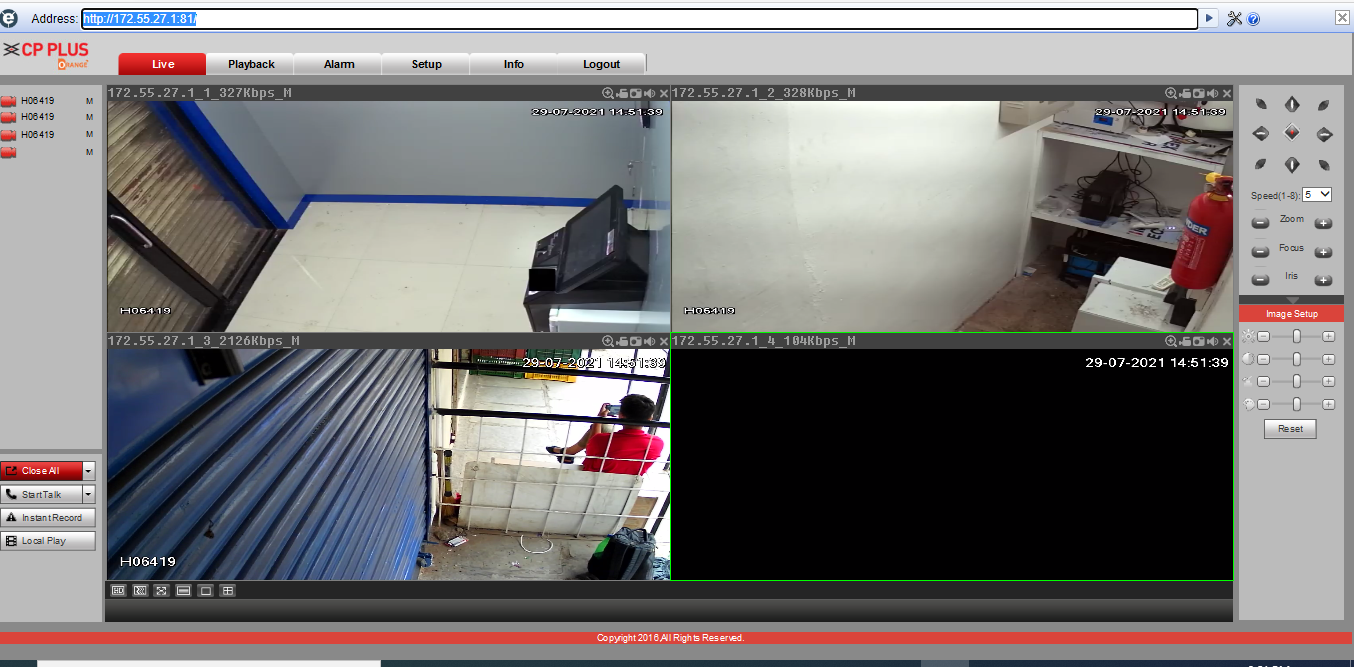 Address: http://172.55.27.1:81/
CP PLUS
ORANGE
Live Playback Alarm Setup Info Logout
H06419 M
H06419 M
H06419 M
M
172.55.27.1_1_327Kbps_M
29-07-2021 14:51:39
H06419
172.55.27.1_2_328Kbps_M
29-07-2021 14:51:39
H06419
172.55.27.1_3_2126Kbps_M
29-07-2021 14:51:39
H06419
172.55.27.1_4_104Kbps_M
29-07-2021 14:51:39
Speed(1-8): 5
Zoom
Focus
Iris
Image Setup
Reset
Close All
Start Talk
Instant Record
Local Play
HD
Copyright 2016,All Rights Reserved.